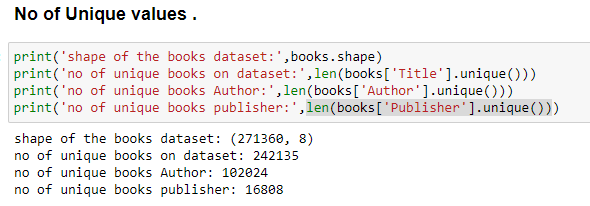 No of Unique values .
print('shape of the books dataset:',books.shape)
print('no of unique books on dataset:',len(books['Title'].unique()))
print('no of unique books Author:',len(books['Author'].unique()))
print('no of unique books publisher:',len(books['Publisher'].unique()))
shape of the books dataset: (271360, 8)
no of unique books on dataset: 242135
no of unique books Author: 102024
no of unique books publisher: 16808